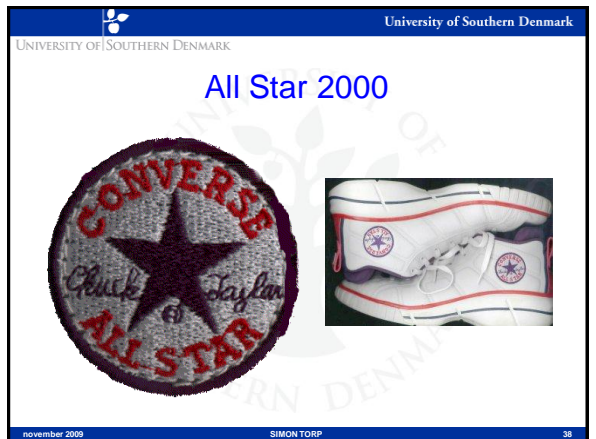 University of Southern Denmark
UNIVERSITY OF SOUTHERN DENMARK
All Star 2000
CONVERSE
Chuck Taylor
ALL STAR
november 2009
SIMON TORP
38